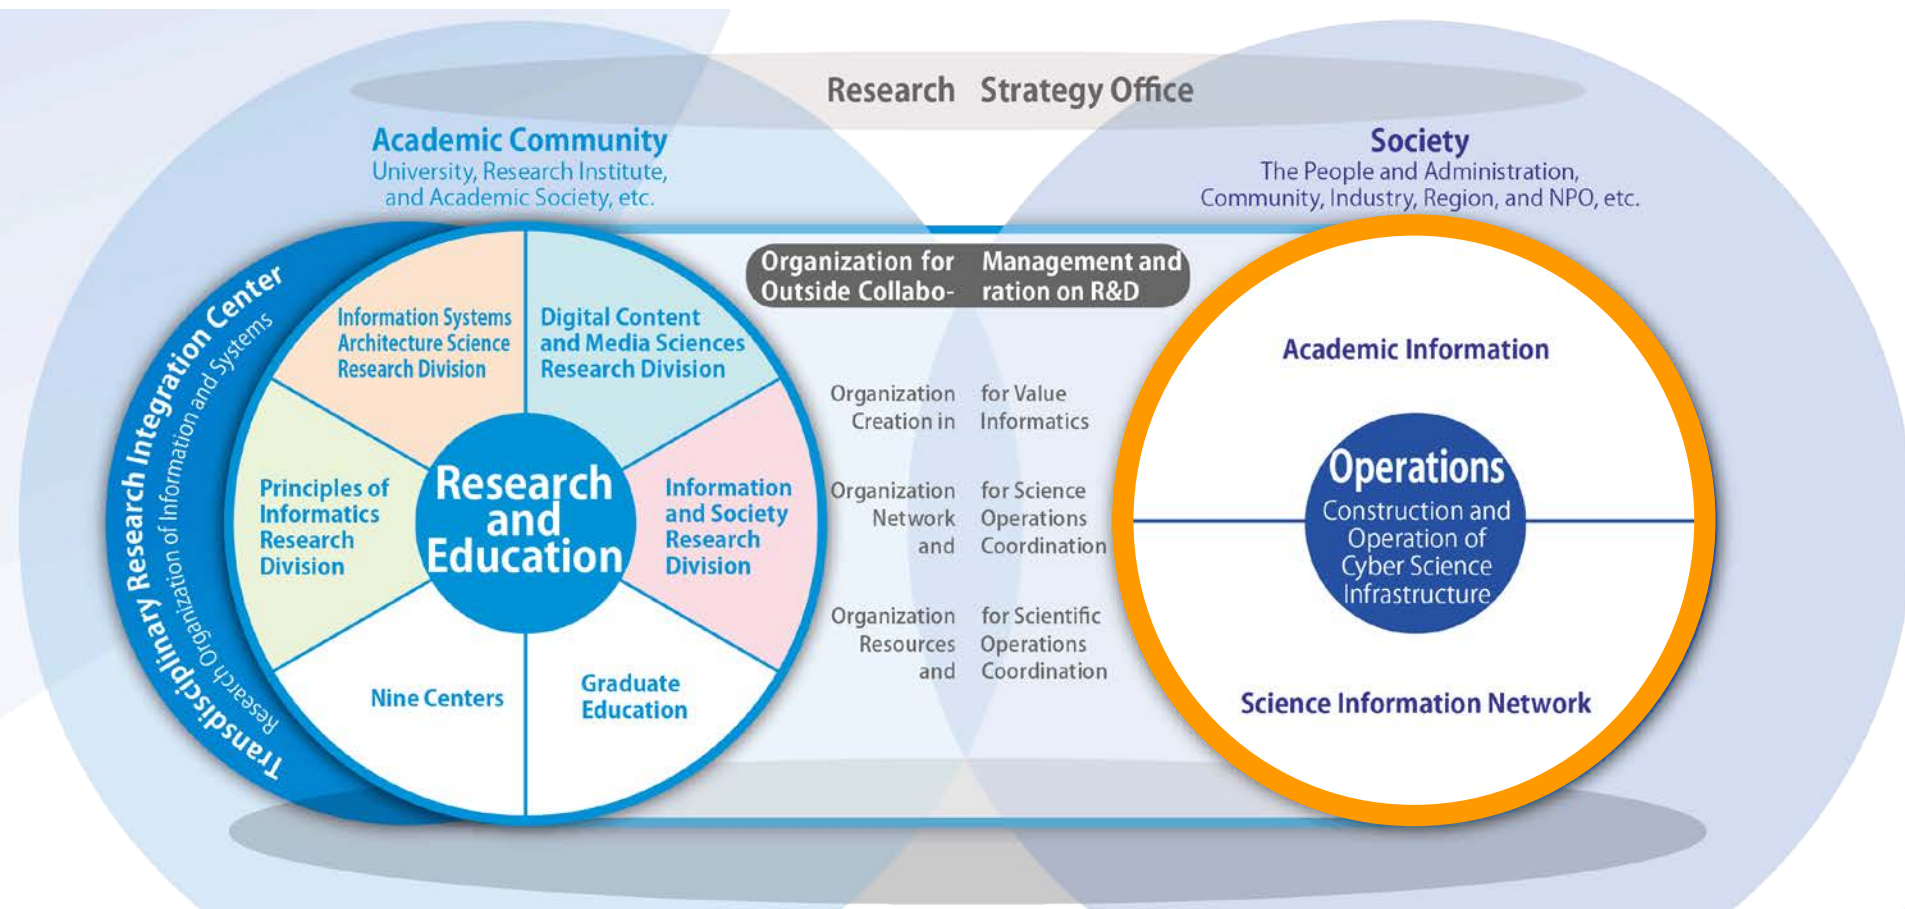 Research Strategy Office
Academic Community
University, Research Institute,
and Academic Society, etc.
Society
The People and Administration,
Community, Industry, Region, and NPO, etc.
Transdisciplinary Research Integration Center
Research Organization of Information and Systems
Information Systems
Architecture Science
Research Division
Digital Content
and Media Sciences
Research Division
Principles of
Informatics
Research
Division
Research
and
Education
Information
and Society
Research
Division
Nine Centers
Graduate
Education
Organization for Management and
Outside Collabo- ration on R&D
Organization for Value
Creation in Informatics
Organization for Science
Network Operations
and Coordination
Organization for Scientific
Resources Operations
and Coordination
Academic Information
Operations
Construction and
Operation of
Cyber Science
Infrastructure
Science Information Network